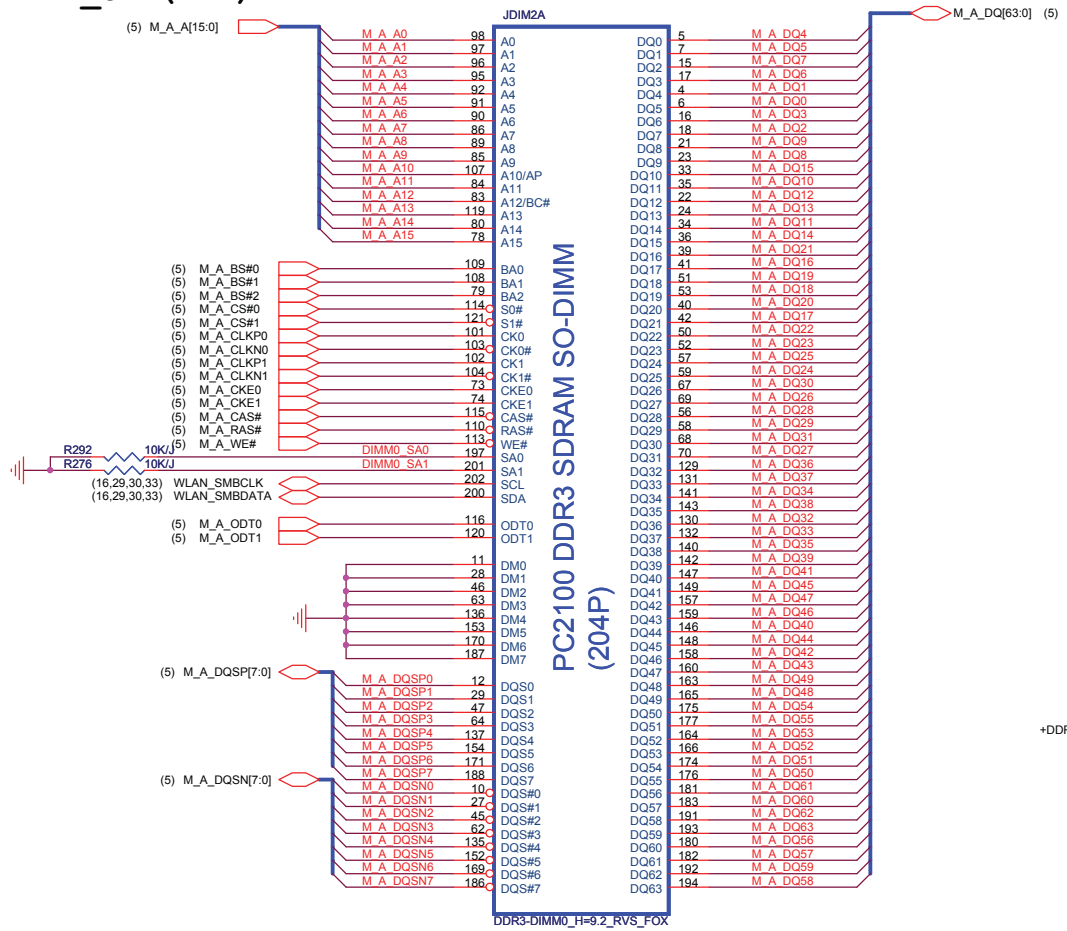 JDIM2A
(5) M_A_A[15:0]
M_A_DQ[63:0] (5)
M_A_A0 98 A0
M_A_A1 97 A1
M_A_A2 96 A2
M_A_A3 95 A3
M_A_A4 92 A4
M_A_A5 91 A5
M_A_A6 90 A6
M_A_A7 86 A7
M_A_A8 89 A8
M_A_A9 85 A9
M_A_A10 107 A10/AP
M_A_A11 84 A11
M_A_A12 83 A12/BC#
M_A_A13 119 A13
M_A_A14 80 A14
M_A_A15 78 A15
(5) M_A_BS#0 109 BA0
(5) M_A_BS#1 108 BA1
(5) M_A_BS#2 79 BA2
(5) M_A_CS#0 114 S0#
(5) M_A_CS#1 121 S1#
(5) M_A_CLKP0 101 CK0
(5) M_A_CLKN0 103 CK0#
(5) M_A_CLKP1 102 CK1
(5) M_A_CLKN1 104 CK1#
(5) M_A_CKE0 73 CKE0
(5) M_A_CKE1 74 CKE1
(5) M_A_CAS# 115 CAS#
(5) M_A_RAS# 110 RAS#
(5) M_A_WE# 113 WE#
R292 10K/J DIMM0_SA0 197 SA0
R276 10K/J DIMM0_SA1 201 SA1
(16,29,30,33) WLAN_SMBCLK 202 SCL
(16,29,30,33) WLAN_SMBDATA 200 SDA
(5) M_A_ODT0 116 ODT0
(5) M_A_ODT1 120 ODT1
11 DM0
28 DM1
46 DM2
63 DM3
136 DM4
153 DM5
170 DM6
187 DM7
(5) M_A_DQSP[7:0]
M_A_DQSP0 12 DQS0
M_A_DQSP1 29 DQS1
M_A_DQSP2 47 DQS2
M_A_DQSP3 64 DQS3
M_A_DQSP4 137 DQS4
M_A_DQSP5 154 DQS5
M_A_DQSP6 171 DQS6
M_A_DQSP7 188 DQS7
(5) M_A_DQSN[7:0]
M_A_DQSN0 10 DQS#0
M_A_DQSN1 27 DQS#1
M_A_DQSN2 45 DQS#2
M_A_DQSN3 62 DQS#3
M_A_DQSN4 135 DQS#4
M_A_DQSN5 152 DQS#5
M_A_DQSN6 169 DQS#6
M_A_DQSN7 186 DQS#7
PC2100 DDR3 SDRAM SO-DIMM
(204P)
DQ0 5 M_A_DQ4
DQ1 7 M_A_DQ5
DQ2 15 M_A_DQ7
DQ3 17 M_A_DQ6
DQ4 4 M_A_DQ1
DQ5 6 M_A_DQ0
DQ6 16 M_A_DQ3
DQ7 18 M_A_DQ2
DQ8 21 M_A_DQ9
DQ9 23 M_A_DQ8
DQ10 33 M_A_DQ15
DQ11 35 M_A_DQ10
DQ12 22 M_A_DQ12
DQ13 24 M_A_DQ13
DQ14 34 M_A_DQ11
DQ15 36 M_A_DQ14
DQ16 39 M_A_DQ21
DQ17 41 M_A_DQ16
DQ18 51 M_A_DQ19
DQ19 53 M_A_DQ18
DQ20 40 M_A_DQ20
DQ21 42 M_A_DQ17
DQ22 50 M_A_DQ22
DQ23 52 M_A_DQ23
DQ24 57 M_A_DQ25
DQ25 59 M_A_DQ24
DQ26 67 M_A_DQ30
DQ27 69 M_A_DQ26
DQ28 56 M_A_DQ28
DQ29 58 M_A_DQ29
DQ30 68 M_A_DQ31
DQ31 70 M_A_DQ27
DQ32 129 M_A_DQ36
DQ33 131 M_A_DQ37
DQ34 141 M_A_DQ34
DQ35 143 M_A_DQ38
DQ36 130 M_A_DQ32
DQ37 132 M_A_DQ33
DQ38 140 M_A_DQ35
DQ39 142 M_A_DQ39
DQ40 147 M_A_DQ41
DQ41 149 M_A_DQ45
DQ42 157 M_A_DQ47
DQ43 159 M_A_DQ46
DQ44 146 M_A_DQ40
DQ45 148 M_A_DQ44
DQ46 158 M_A_DQ42
DQ47 160 M_A_DQ43
DQ48 163 M_A_DQ49
DQ49 165 M_A_DQ48
DQ50 175 M_A_DQ54
DQ51 177 M_A_DQ55
DQ52 164 M_A_DQ53
DQ53 166 M_A_DQ52
DQ54 174 M_A_DQ51
DQ55 176 M_A_DQ50
DQ56 181 M_A_DQ61
DQ57 183 M_A_DQ60
DQ58 191 M_A_DQ62
DQ59 193 M_A_DQ63
DQ60 180 M_A_DQ56
DQ61 182 M_A_DQ57
DQ62 192 M_A_DQ59
DQ63 194 M_A_DQ58
DDR3-DIMM0_H=9.2_RVS_FOX